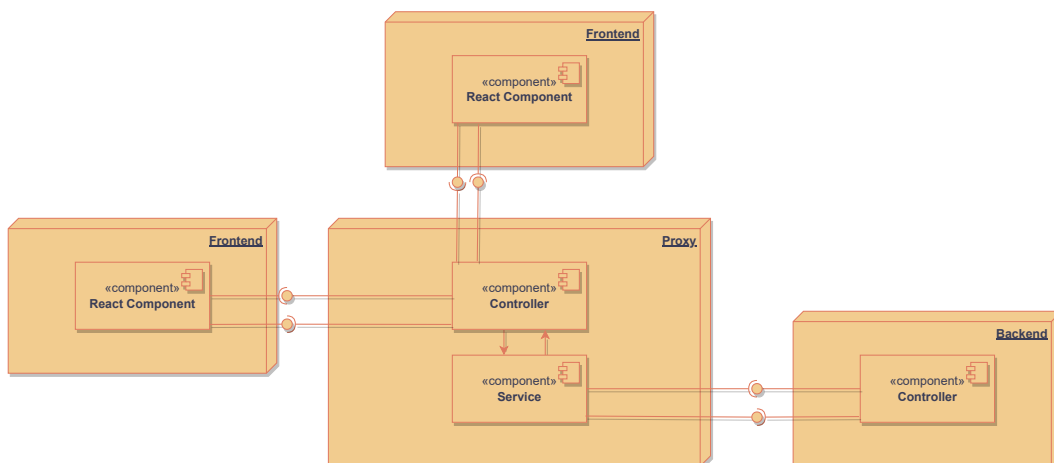 Frontend
«component»
React Component
Frontend
«component»
React Component
Proxy
«component»
Controller
«component»
Service
Backend
«component»
Controller